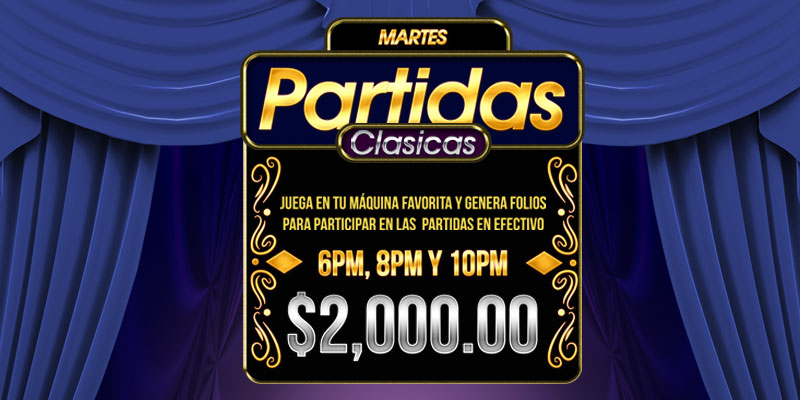 MARTES
Partidas
Clasicas
JUEGA EN TU MÁQUINA FAVORITA Y GENERA FOLIOS
PARA PARTICIPAR EN LAS PARTIDAS EN EFECTIVO
6PM, 8PM Y 10PM
$2,000.00